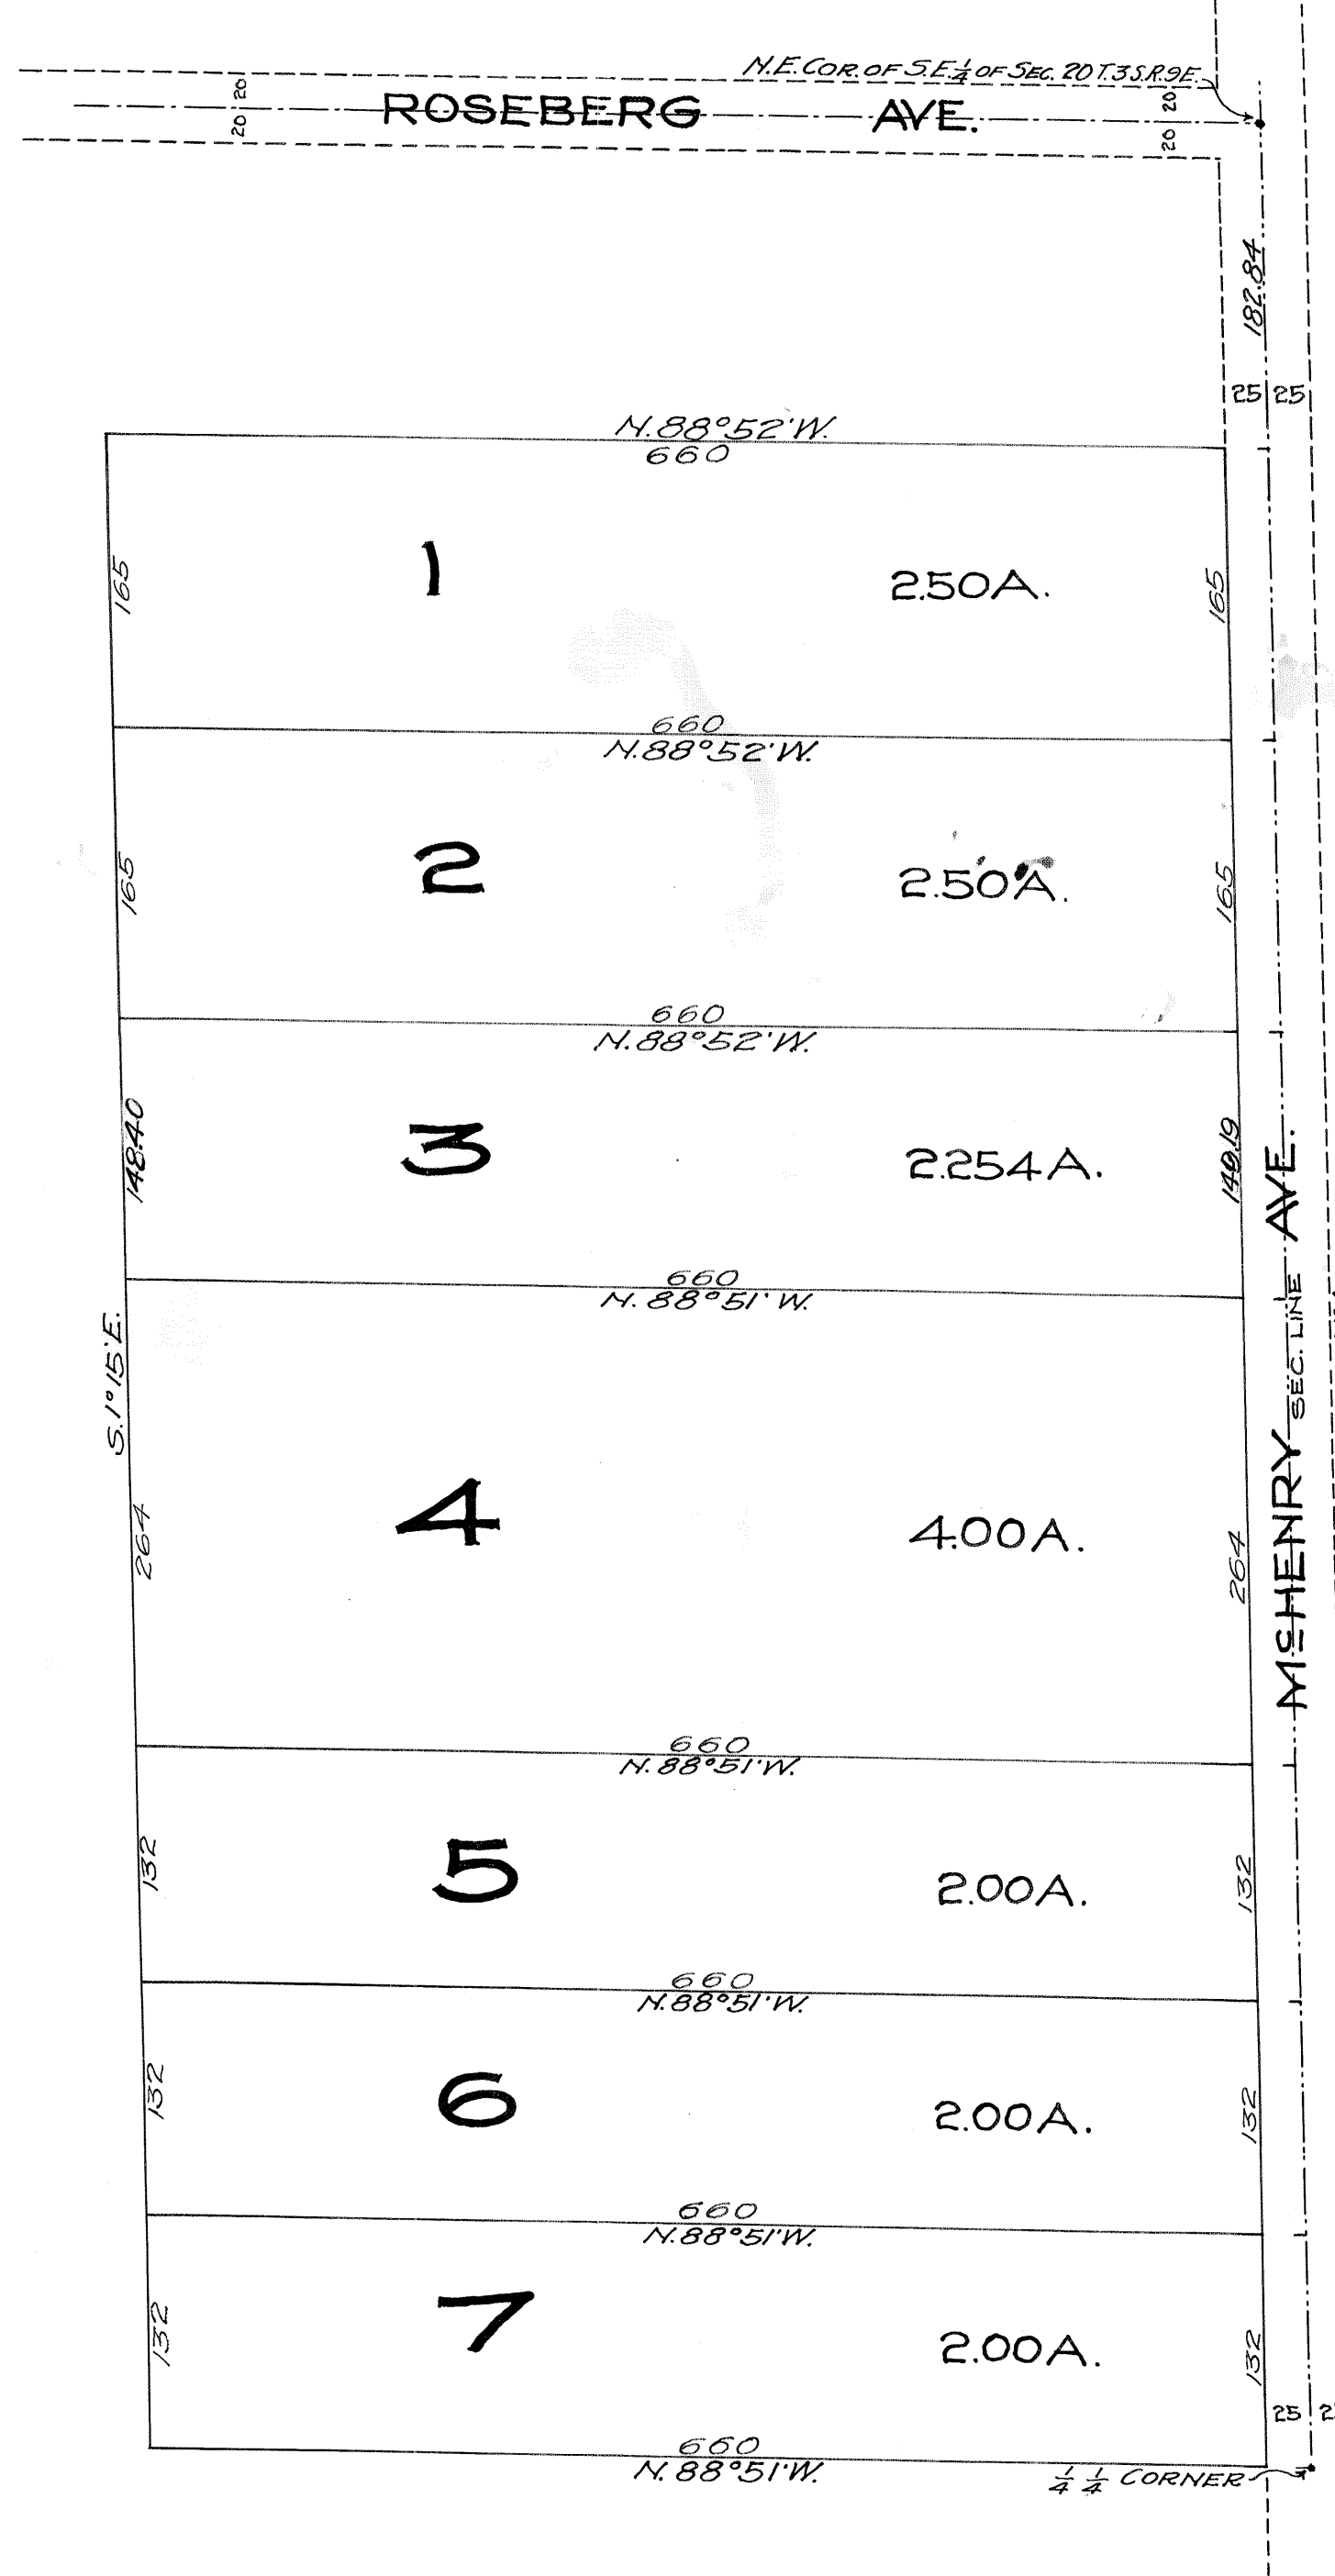 N.E. COR. OF S.E. 1/4 OF SEC. 20 T.3 S.R.9 E.
20 20
ROSEBERG AVE.
20 20
182.84
25 25
N.88°52'W.
660
165
1
2.50A.
165
660
N.88°52'W.
165
2
2.50A.
165
660
N.88°52'W.
148.40
3
2.254A.
149.19
660
N.88°51'W.
S.1°15'E.
McHENRY AVE.
SEC. LINE
264
4
4.00A.
264
660
N.88°51'W.
132
5
2.00A.
132
660
N.88°51'W.
132
6
2.00A.
132
660
N.88°51'W.
132
7
2.00A.
132
25
660
N.88°51'W.
1/4 1/4 CORNER